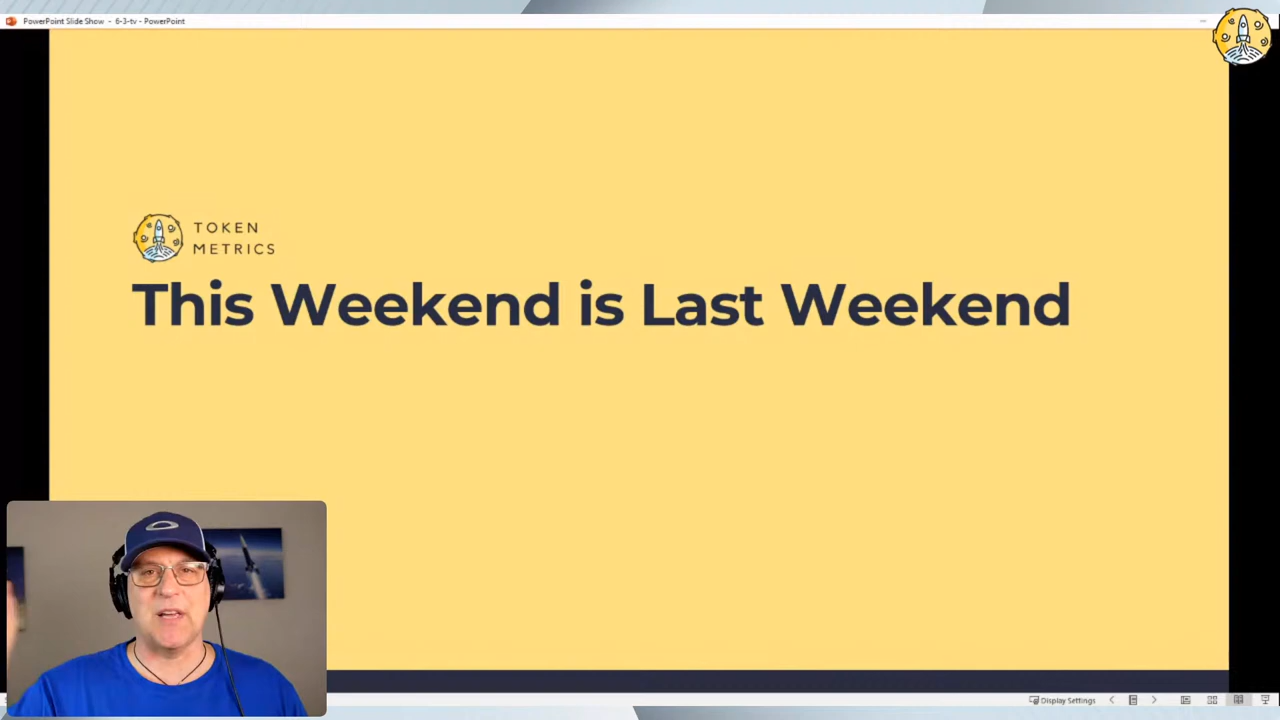 PowerPoint Slide Show - 6-3-tv - PowerPoint
TOKEN
METRICS
This Weekend is Last Weekend
Display Settings